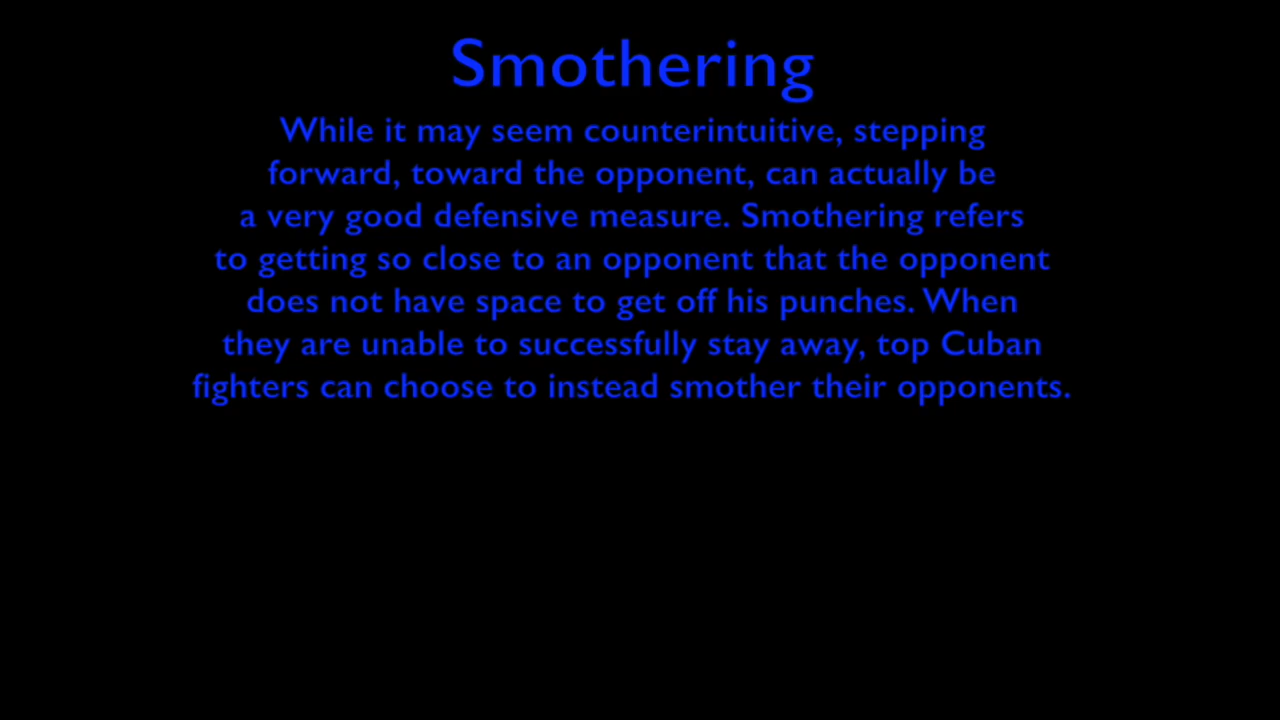 Smothering
While it may seem counterintuitive, stepping
forward, toward the opponent, can actually be
a very good defensive measure. Smothering refers
to getting so close to an opponent that the opponent
does not have space to get off his punches. When
they are unable to successfully stay away, top Cuban
fighters can choose to instead smother their opponents.